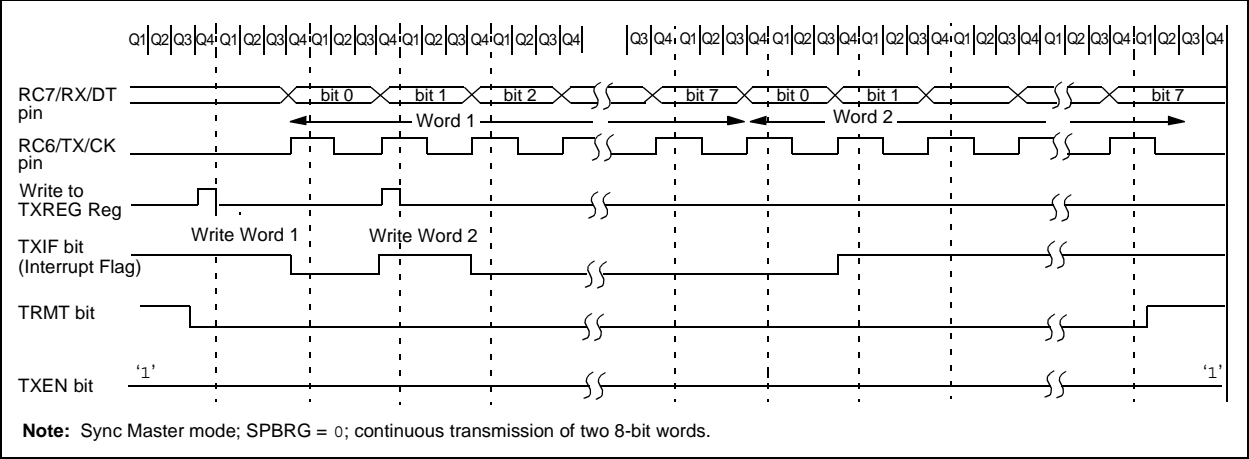 Q1 Q2 Q3 Q4 Q1 Q2 Q3 Q4 Q1 Q2 Q3 Q4 Q1 Q2 Q3 Q4 Q1 Q2 Q3 Q4 Q3 Q4 Q1 Q2 Q3 Q4 Q1 Q2 Q3 Q4 Q1 Q2 Q3 Q4 Q1 Q2 Q3 Q4 Q1 Q2 Q3 Q4 Q1 Q2 Q3 Q4
RC7/RX/DT
pin
bit 0 bit 1 bit 2 bit 7 bit 0 bit 1 bit 7
Word 1 Word 2
RC6/TX/CK
pin
Write to
TXREG Reg
Write Word 1 Write Word 2
TXIF bit
(Interrupt Flag)
TRMT bit
TXEN bit
‘1’ ‘1’
Note: Sync Master mode; SPBRG = 0; continuous transmission of two 8-bit words.